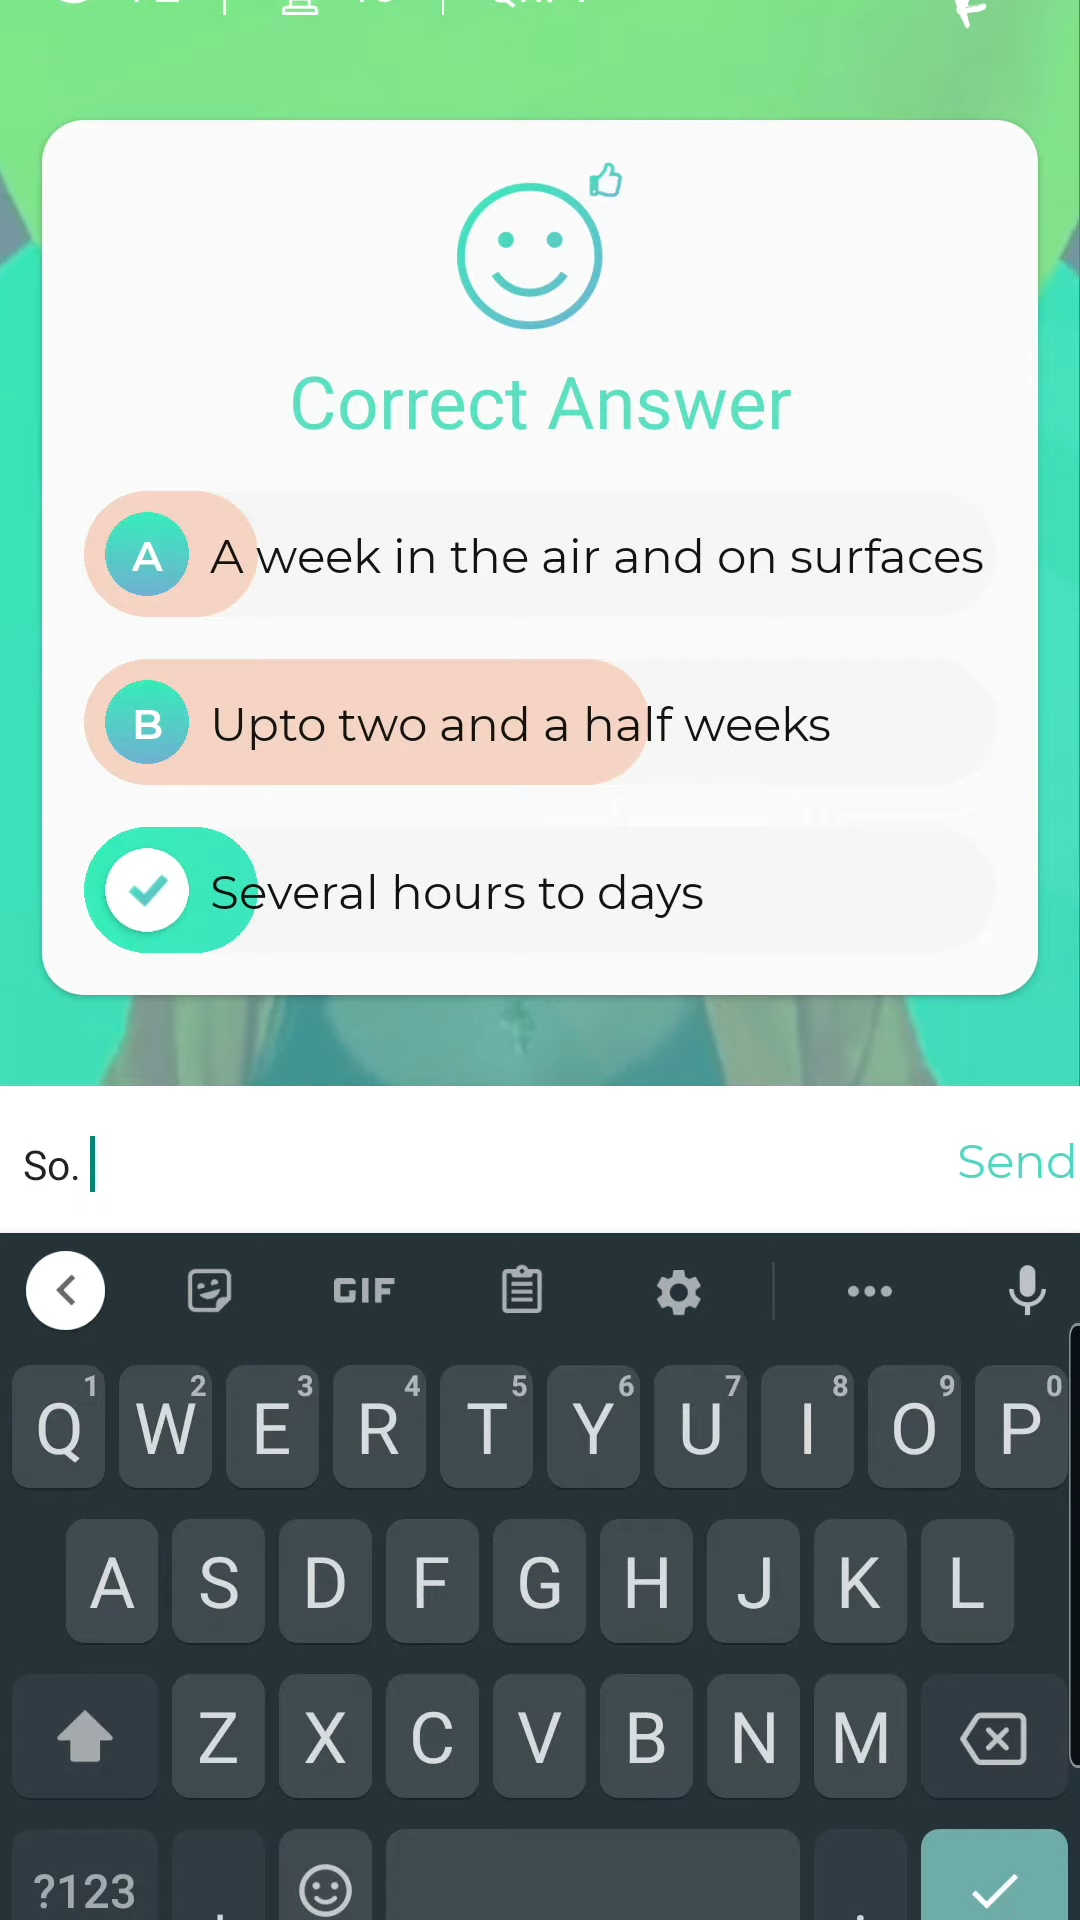 Correct Answer
A A week in the air and on surfaces
B Upto two and a half weeks
Several hours to days
So.
Send
GIF
1 2 3 4 5 6 7 8 9 0
Q W E R T Y U I O P
A S D F G H J K L
Z X C V B N M
?123